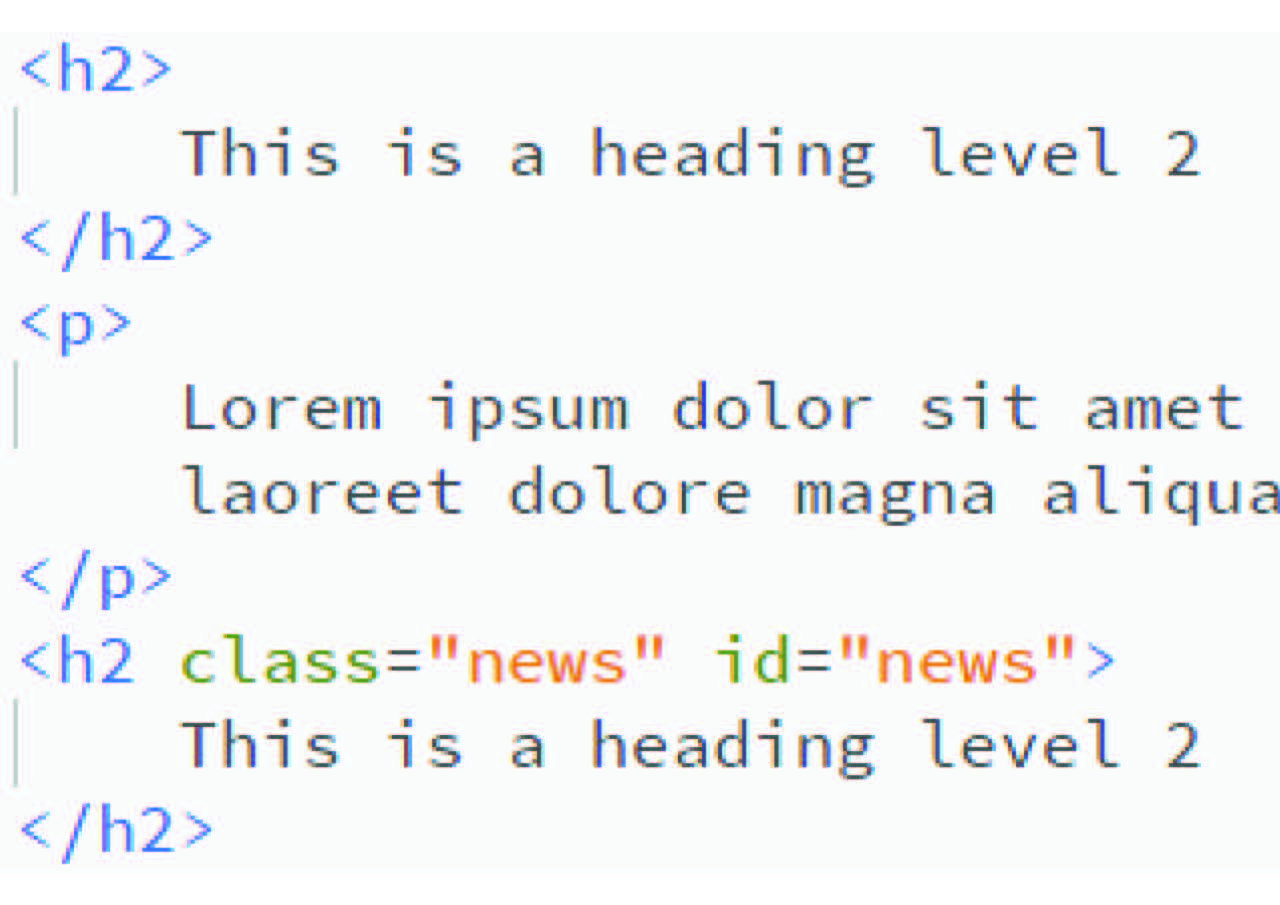 <h2>
This is a heading level 2
</h2>
<p>
Lorem ipsum dolor sit amet
laoreet dolore magna aliqua
</p>
<h2 class="news" id="news">
This is a heading level 2
</h2>